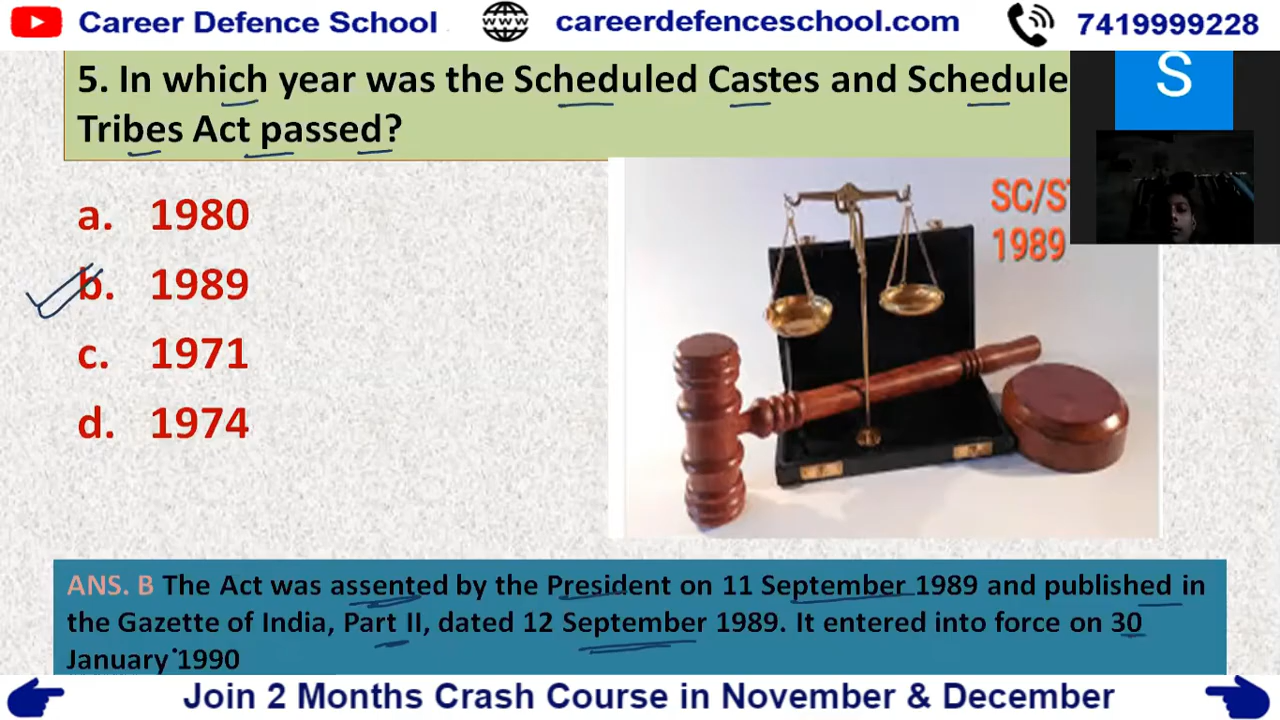 Career Defence School
careerdefenceschool.com
7419999228
WWW
5. In which year was the Scheduled Castes and Schedule
Tribes Act passed?
S
a. 1980
b. 1989
c. 1971
d. 1974
SC/ST
1989
ANS. B The Act was assented by the President on 11 September 1989 and published in
the Gazette of India, Part II, dated 12 September 1989. It entered into force on 30
January 1990
Join 2 Months Crash Course in November & December